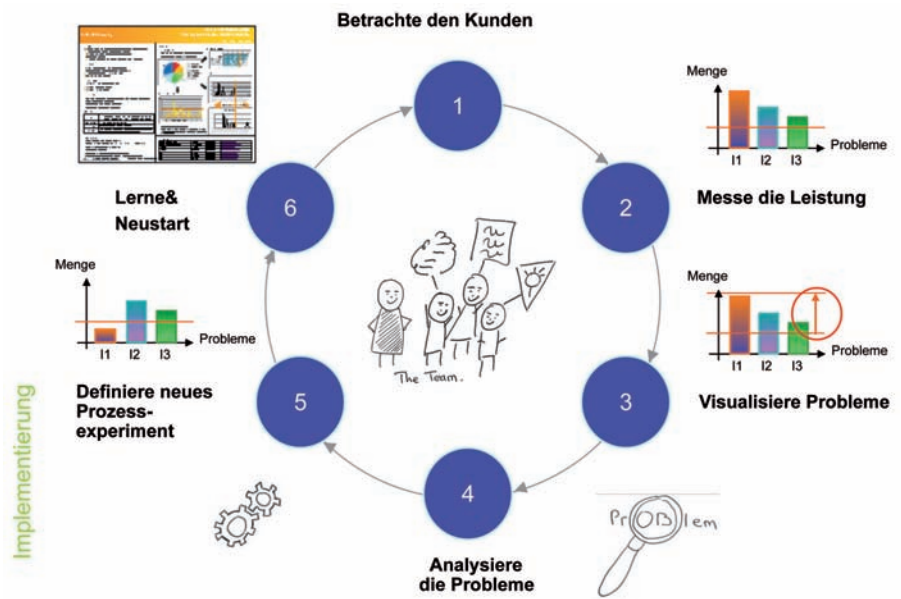 Betrachte den Kunden
1
Menge
Probleme
I1 I2 I3
2
Messe die Leistung
Menge
Probleme
I1 I2 I3
3
Visualisiere Probleme
PrOBlem
4
Analysiere
die Probleme
5
Menge
Probleme
I1 I2 I3
Definiere neues
Prozess-
experiment
6
Lerne&
Neustart
The Team.
Implementierung